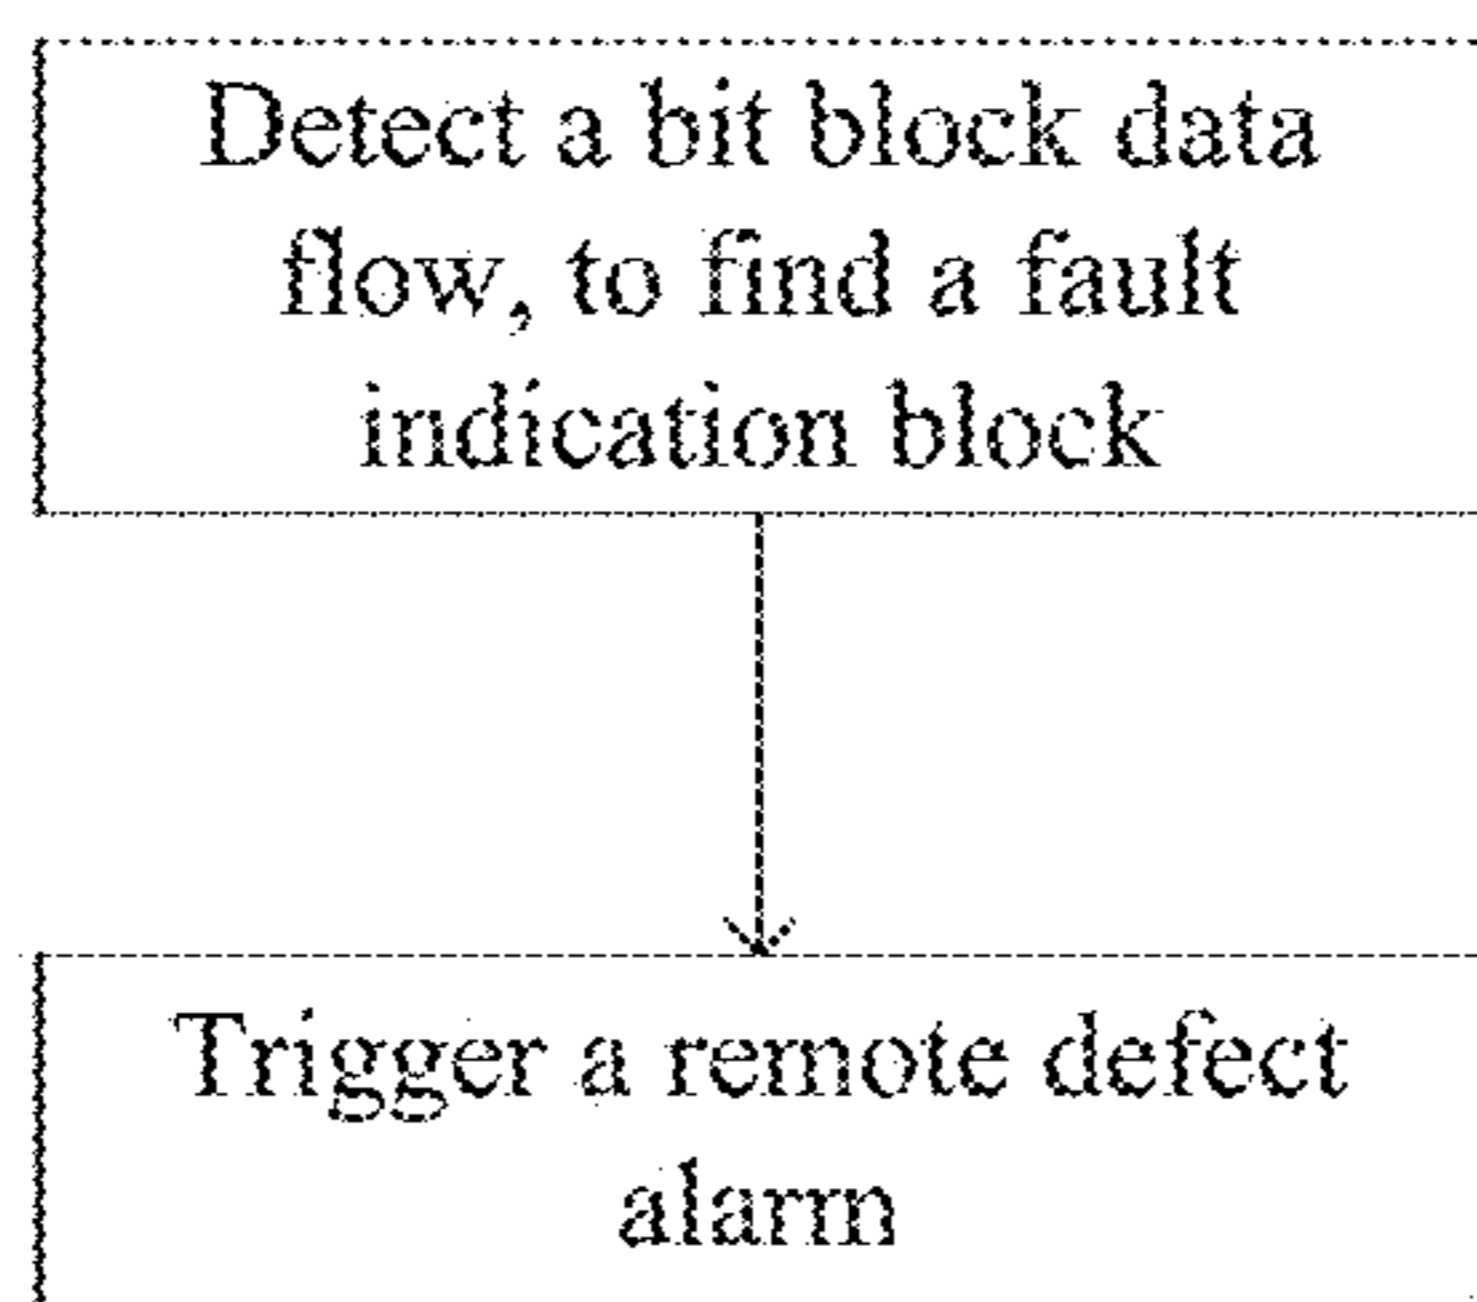 Detect a bit block data
flow, to find a fault
indication block
Trigger a remote defect
alarm